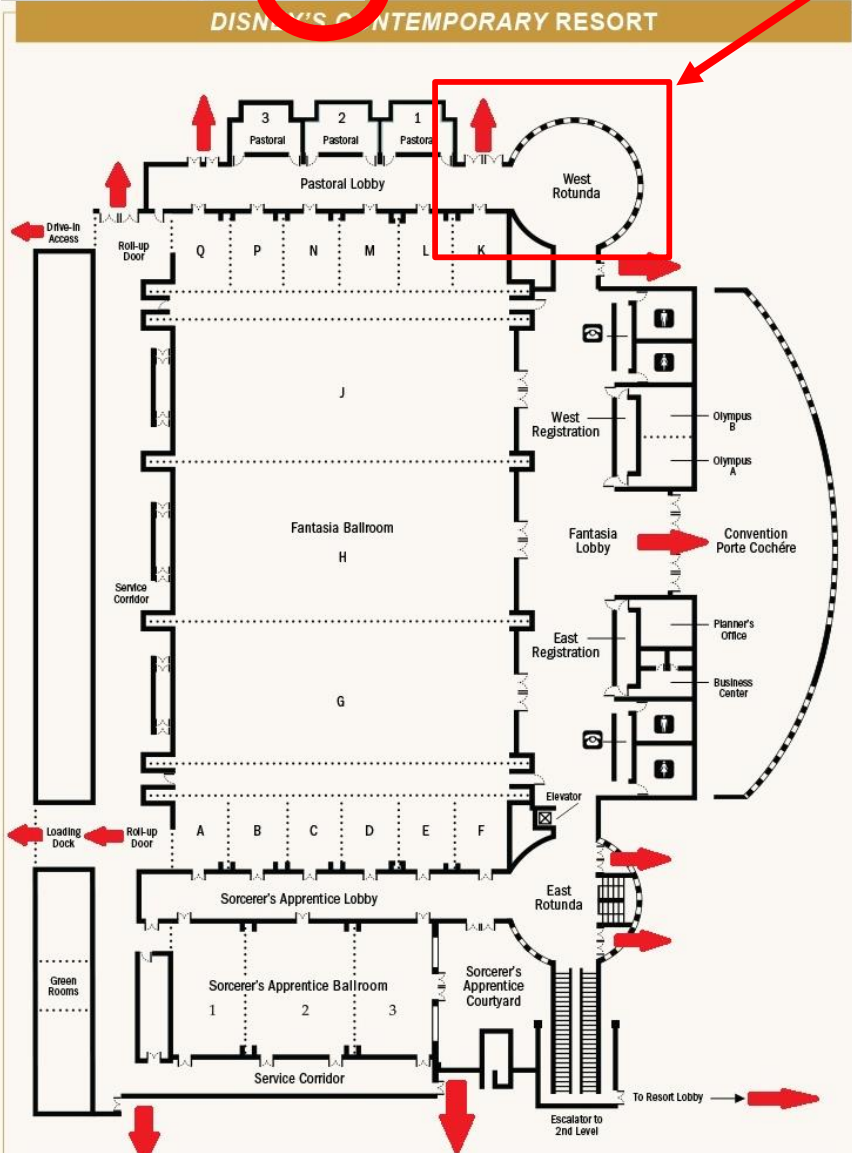 DISNEY'S CONTEMPORARY RESORT
3
Pastoral
2
Pastoral
1
Pastoral
West
Rotunda
Pastoral Lobby
Drive-in
Access
Roll-up
Door
Q
P
N
M
L
K
J
West
Registration
Olympus
B
Olympus
A
Fantasia Ballroom
H
Fantasia
Lobby
Convention
Porte Cochére
Service
Corridor
East
Registration
Planner's
Office
Business
Center
G
Elevator
Loading
Dock
Roll-up
Door
A
B
C
D
E
F
Sorcerer's Apprentice Lobby
East
Rotunda
Green
Rooms
Sorcerer's Apprentice Ballroom
1
2
3
Sorcerer's
Apprentice
Courtyard
Service Corridor
To Resort Lobby
Escalator to
2nd Level